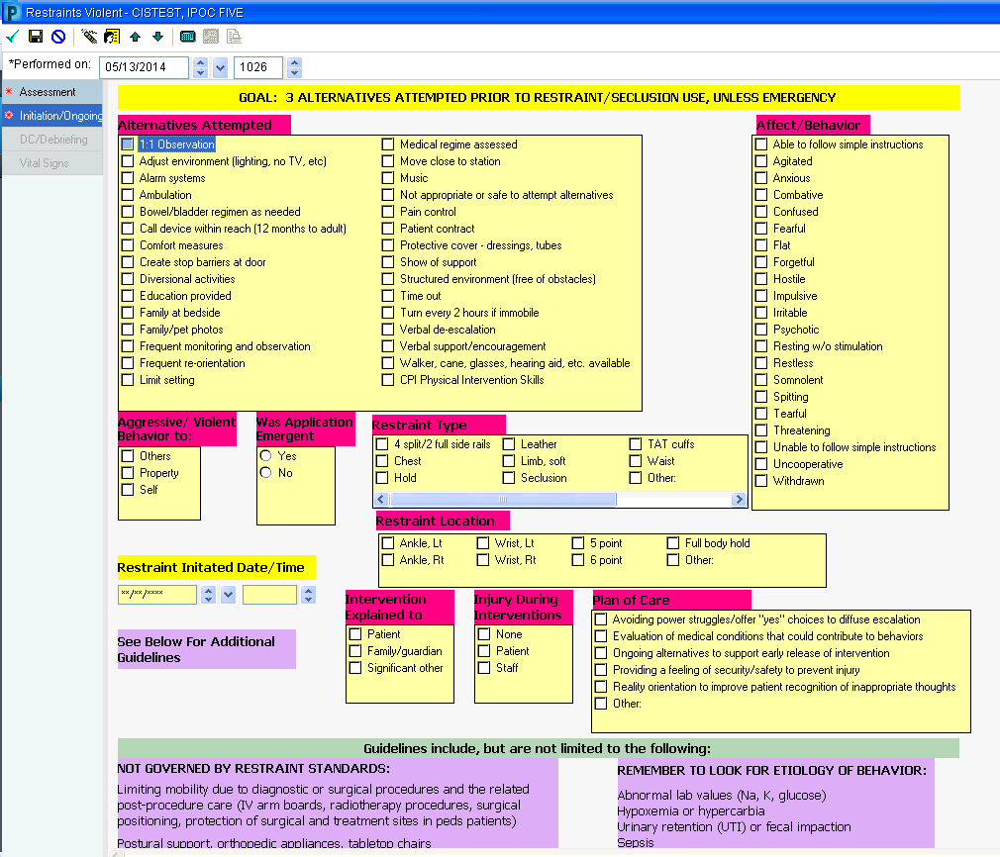 Restraints Violent - CISTEST, IPOC FIVE
*Performed on: 05/13/2014 1026
Assessment
Initiation/Ongoing
DC/Debriefing
Vital Signs
GOAL: 3 ALTERNATIVES ATTEMPTED PRIOR TO RESTRAINT/SECLUSION USE, UNLESS EMERGENCY
Alternatives Attempted
1:1 Observation
Adjust environment (lighting, no TV, etc)
Alarm systems
Ambulation
Bowel/bladder regimen as needed
Call device within reach (12 months to adult)
Comfort measures
Create stop barriers at door
Diversional activities
Education provided
Family at bedside
Family/pet photos
Frequent monitoring and observation
Frequent re-orientation
Limit setting
Medical regime assessed
Move close to station
Music
Not appropriate or safe to attempt alternatives
Pain control
Patient contract
Protective cover - dressings, tubes
Show of support
Structured environment (free of obstacles)
Time out
Turn every 2 hours if immobile
Verbal de-escalation
Verbal support/encouragement
Walker, cane, glasses, hearing aid, etc. available
CPI Physical Intervention Skills
Affect/Behavior
Able to follow simple instructions
Agitated
Anxious
Combative
Confused
Fearful
Flat
Forgetful
Hostile
Impulsive
Irritable
Psychotic
Resting w/o stimulation
Restless
Somnolent
Spitting
Tearful
Threatening
Unable to follow simple instructions
Uncooperative
Withdrawn
Aggressive/ Violent
Behavior to:
Others
Property
Self
Was Application
Emergent
Yes
No
Restraint Type
4 split/2 full side rails Leather TAT cuffs
Chest Limb, soft Waist
Hold Seclusion Other:
Restraint Location
Ankle, Lt Wrist, Lt 5 point Full body hold
Ankle, Rt Wrist, Rt 6 point Other:
Restraint Initated Date/Time
**/**/****
See Below For Additional
Guidelines
Intervention
Explained to
Patient
Family/guardian
Significant other
Injury During
Interventions
None
Patient
Staff
Plan of Care
Avoiding power struggles/offer "yes" choices to diffuse escalation
Evaluation of medical conditions that could contribute to behaviors
Ongoing alternatives to support early release of intervention
Providing a feeling of security/safety to prevent injury
Reality orientation to improve patient recognition of inappropriate thoughts
Other:
Guidelines include, but are not limited to the following:
NOT GOVERNED BY RESTRAINT STANDARDS:
Limiting mobility due to diagnostic or surgical procedures and the related
post-procedure care (IV arm boards, radiotherapy procedures, surgical
positioning, protection of surgical and treatment sites in peds patients)
Postural support, orthopedic appliances, tabletop chairs
REMEMBER TO LOOK FOR ETIOLOGY OF BEHAVIOR:
Abnormal lab values (Na, K, glucose)
Hypoxemia or hypercarbia
Urinary retention (UTI) or fecal impaction
Sepsis